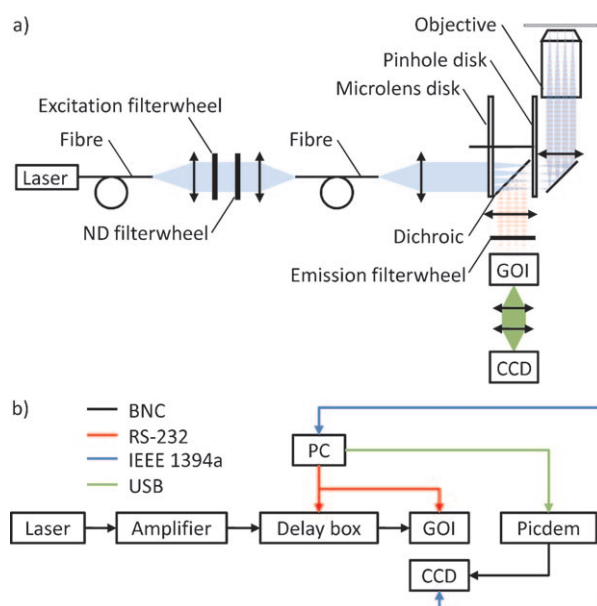 a)
Objective
Pinhole disk
Microlens disk
Excitation filterwheel
Fibre
Fibre
Laser
ND filterwheel
Dichroic
Emission filterwheel
GOI
CCD
b)
BNC
RS-232
IEEE 1394a
USB
PC
Laser
Amplifier
Delay box
GOI
Picdem
CCD